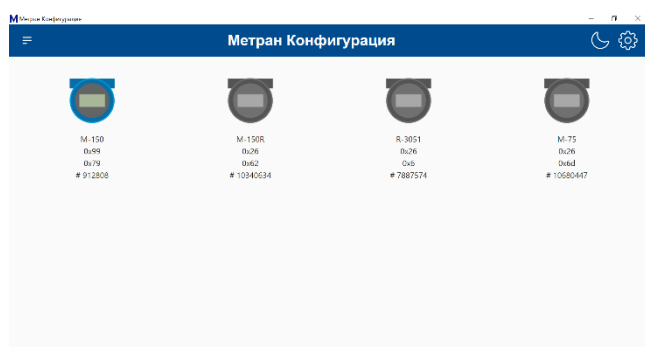 M Метран Конфигурация
Метран Конфигурация
M-150
0x99
0x79
# 912808
M-150R
0x26
0x62
# 10340634
R-3051
0x26
0x6
# 7887574
M-75
0x26
0x6d
# 10680447